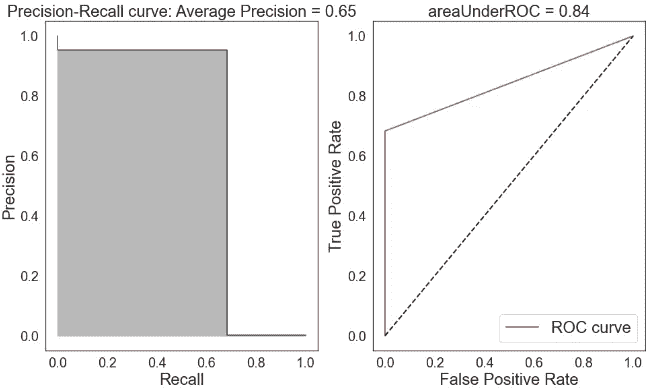 Precision-Recall curve: Average Precision = 0.65
1.0
0.8
0.6
0.4
0.2
0.0
Precision
0.0 0.2 0.4 0.6 0.8 1.0
Recall
areaUnderROC = 0.84
1.0
0.8
0.6
0.4
0.2
0.0
True Positive Rate
ROC curve
0.0 0.2 0.4 0.6 0.8 1.0
False Positive Rate